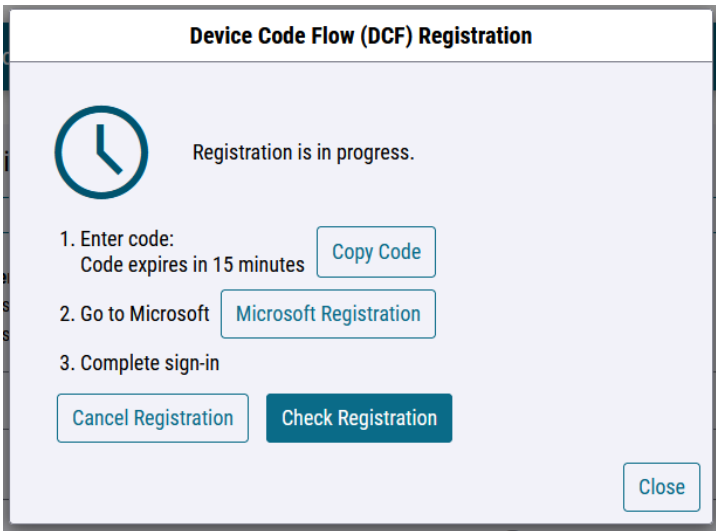 Device Code Flow (DCF) Registration
Registration is in progress.
1. Enter code:
Code expires in 15 minutes
Copy Code
2. Go to Microsoft
Microsoft Registration
3. Complete sign-in
Cancel Registration
Check Registration
Close